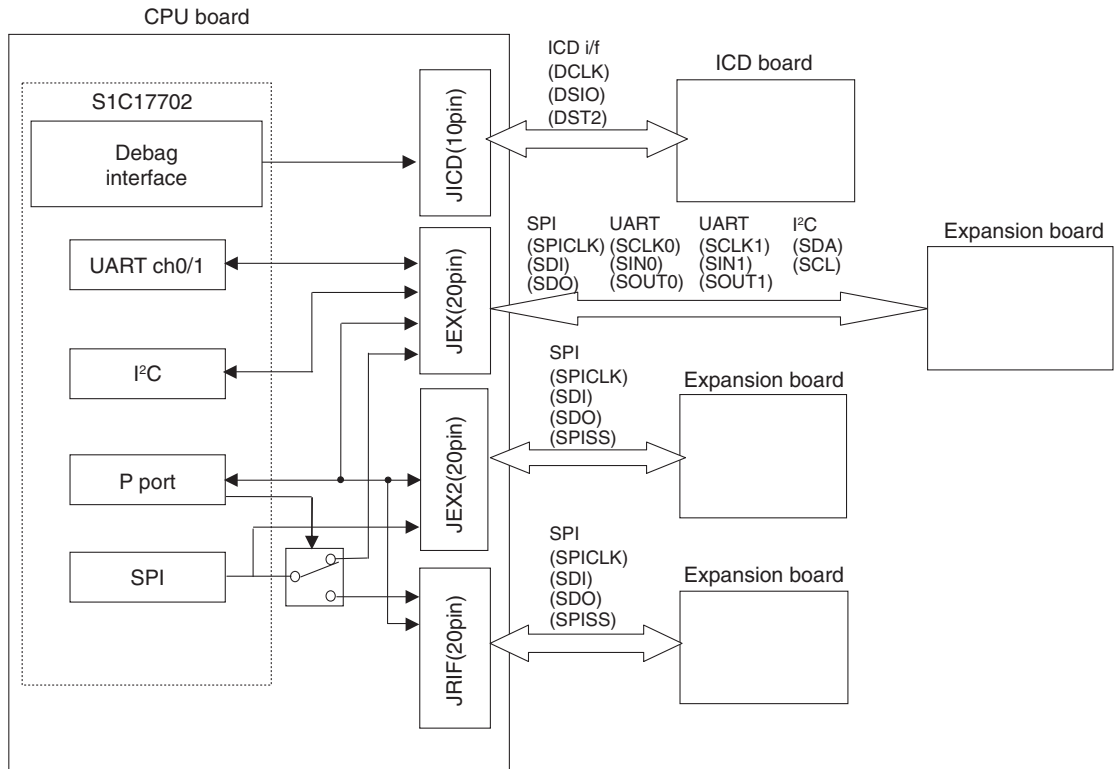 CPU board
S1C17702
Debag
interface
UART ch0/1
I²C
P port
SPI
JICD(10pin)
JEX(20pin)
JEX2(20pin)
JRIF(20pin)
ICD i/f
(DCLK)
(DSIO)
(DST2)
ICD board
SPI
(SPICLK)
(SDI)
(SDO)
UART
(SCLK0)
(SIN0)
(SOUT0)
UART
(SCLK1)
(SIN1)
(SOUT1)
I²C
(SDA)
(SCL)
Expansion board
SPI
(SPICLK)
(SDI)
(SDO)
(SPISS)
Expansion board
SPI
(SPICLK)
(SDI)
(SDO)
(SPISS)
Expansion board